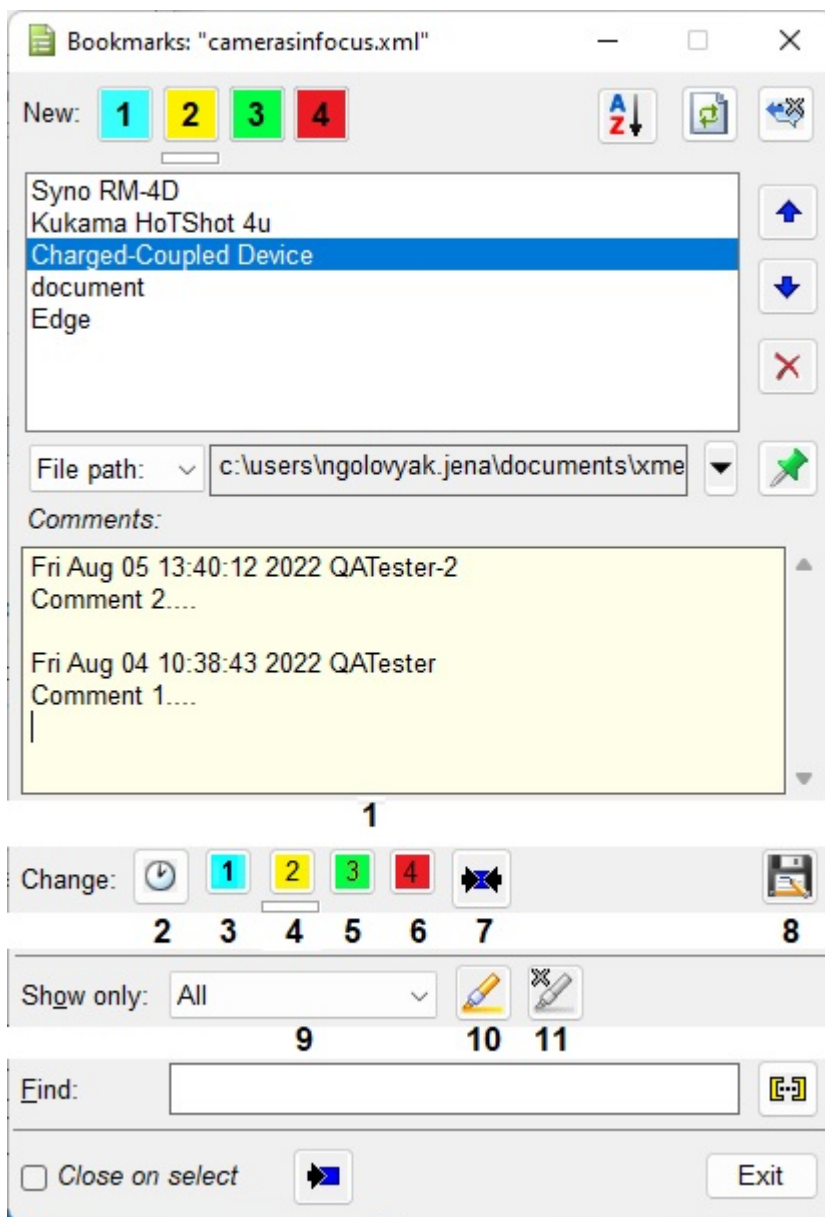 Bookmarks: "camerasinfocus.xml"
New: 1 2 3 4 A Z
Syno RM-4D
Kukama HoTShot 4u
Charged-Coupled Device
document
Edge
File path: c:\users\ngolovyak.jena\documents\xme
Comments:
Fri Aug 05 13:40:12 2022 QATester-2
Comment 2....
Fri Aug 04 10:38:43 2022 QATester
Comment 1....
1
Change: 1 2 3 4
2 3 4 5 6 7 8
Show only: All
9 10 11
Find:
Close on select Exit